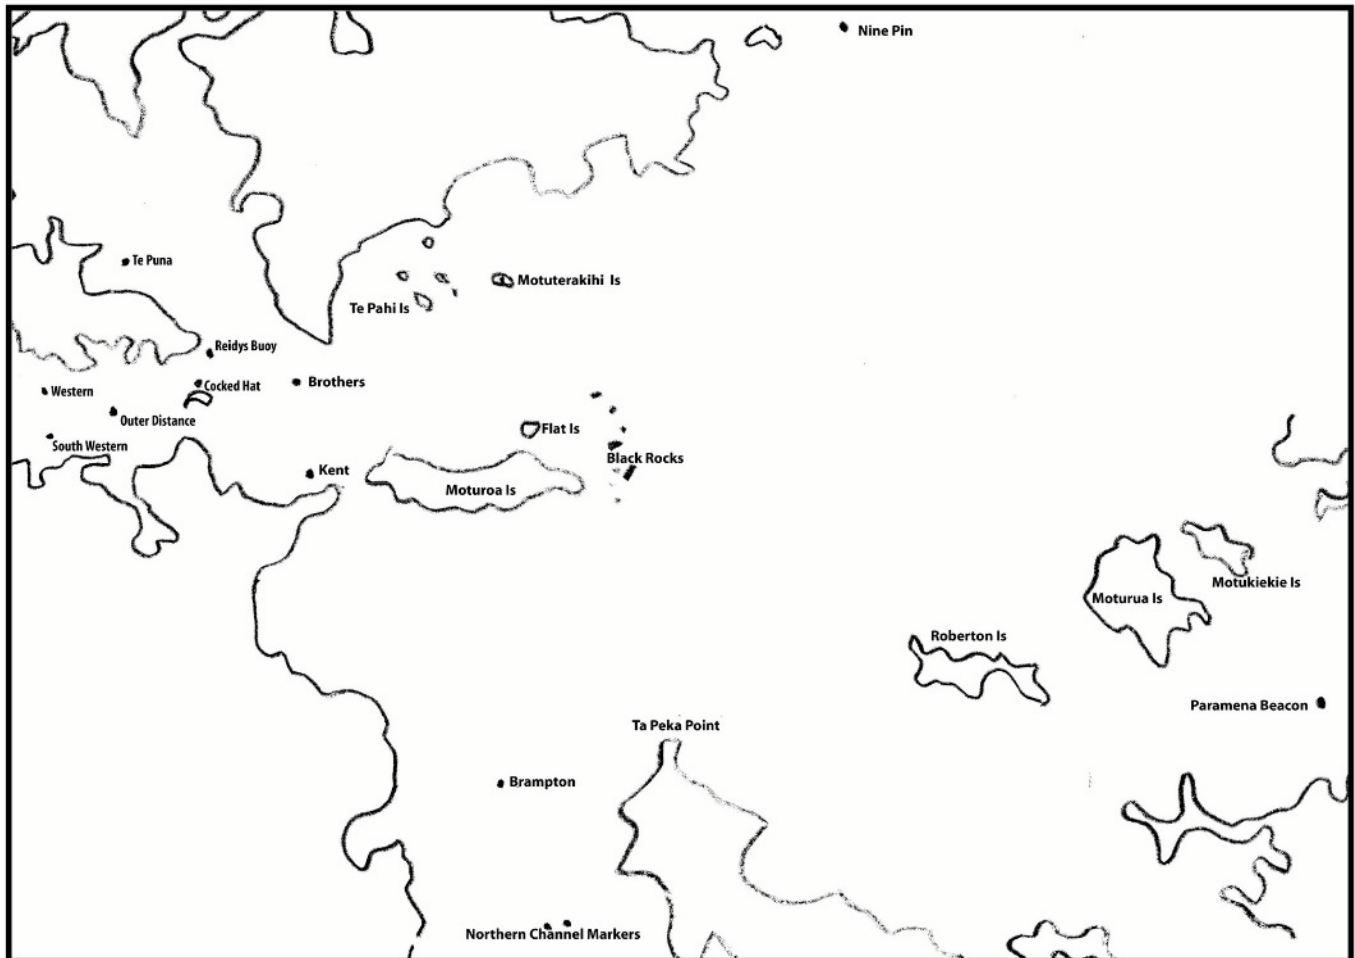 Nine Pin
Te Puna
Motuterakihi Is
Te Pahi Is
Reidys Buoy
Brothers
Cocked Hat
Western
Outer Distance
Flat Is
South Western
Black Rocks
Kent
Moturoa Is
Motukiekie Is
Moturua Is
Roberton Is
Paramena Beacon
Ta Peka Point
Brampton
Northern Channel Markers